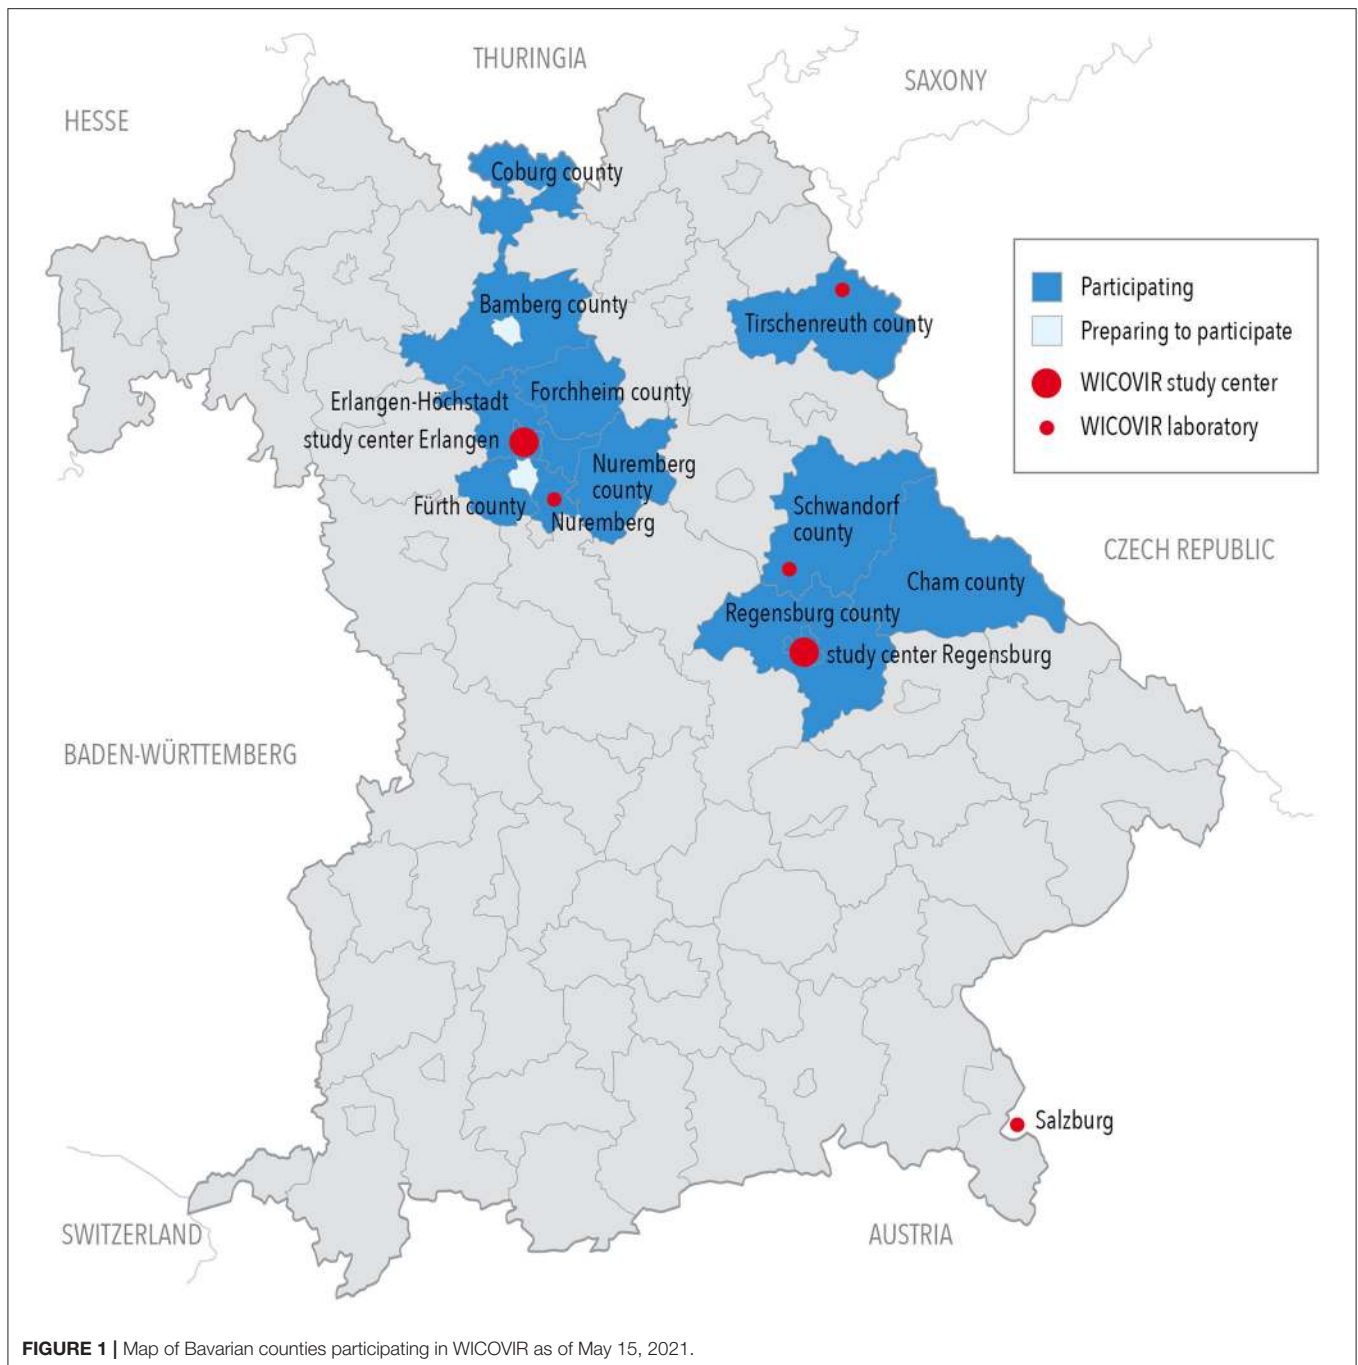 THURINGIA
SAXONY
HESSE
Coburg county
Participating
Preparing to participate
WICOVIR study center
WICOVIR laboratory
Bamberg county
Tirschenreuth county
Forchheim county
Erlangen-Höchstadt
study center Erlangen
Nuremberg
county
Fürth county
Nuremberg
Schwandorf
county
CZECH REPUBLIC
Cham county
Regensburg county
study center Regensburg
BADEN-WÜRTTEMBERG
Salzburg
SWITZERLAND
AUSTRIA
FIGURE 1 | Map of Bavarian counties participating in WICOVIR as of May 15, 2021.